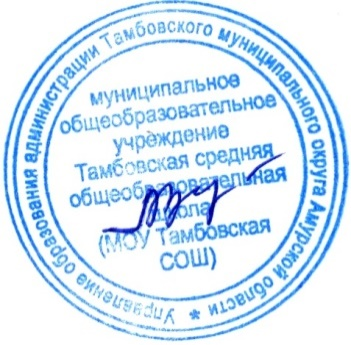 Управление образования администрации Тамбовского муниципального округа Амурской области *
муниципальное
общеобразовательное
учреждение
Тамбовская средняя
общеобразовательная
школа
(МОУ Тамбовская
СОШ)